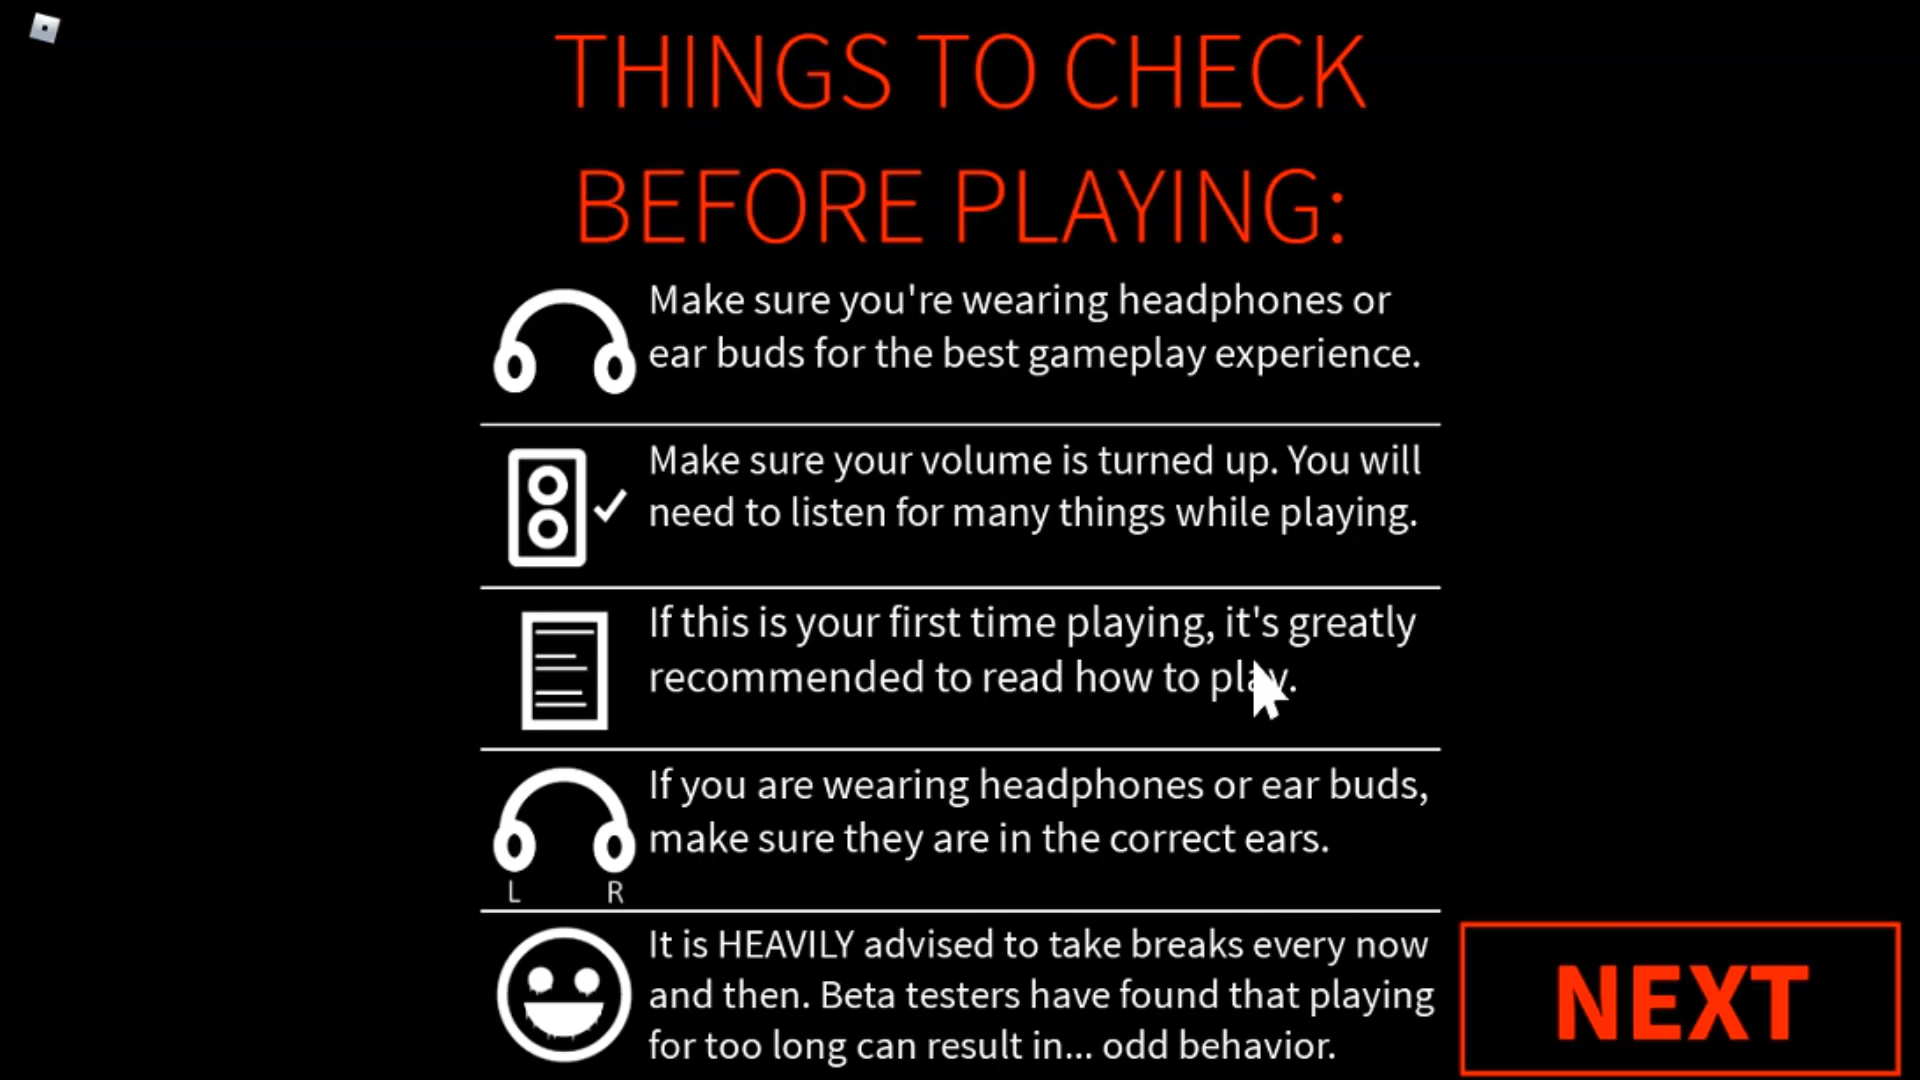 THINGS TO CHECK
BEFORE PLAYING:
Make sure you're wearing headphones or
ear buds for the best gameplay experience.
Make sure your volume is turned up. You will
need to listen for many things while playing.
If this is your first time playing, it's greatly
recommended to read how to play.
If you are wearing headphones or ear buds,
make sure they are in the correct ears.
L R
It is HEAVILY advised to take breaks every now
and then. Beta testers have found that playing
for too long can result in... odd behavior.
NEXT